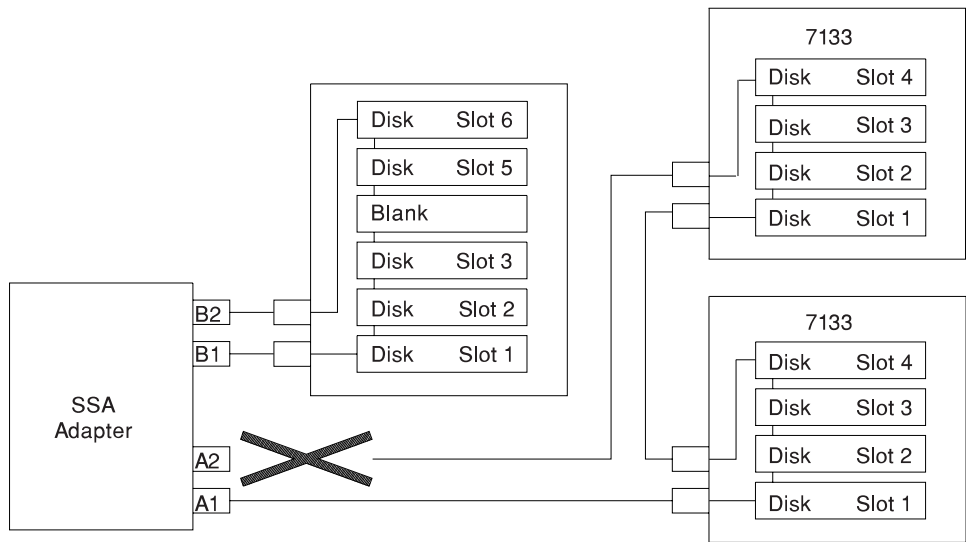 7133
Disk Slot 4
Disk Slot 3
Disk Slot 2
Disk Slot 1
Disk Slot 6
Disk Slot 5
Blank
Disk Slot 3
Disk Slot 2
Disk Slot 1
SSA
Adapter
B2
B1
A2
A1
7133
Disk Slot 4
Disk Slot 3
Disk Slot 2
Disk Slot 1